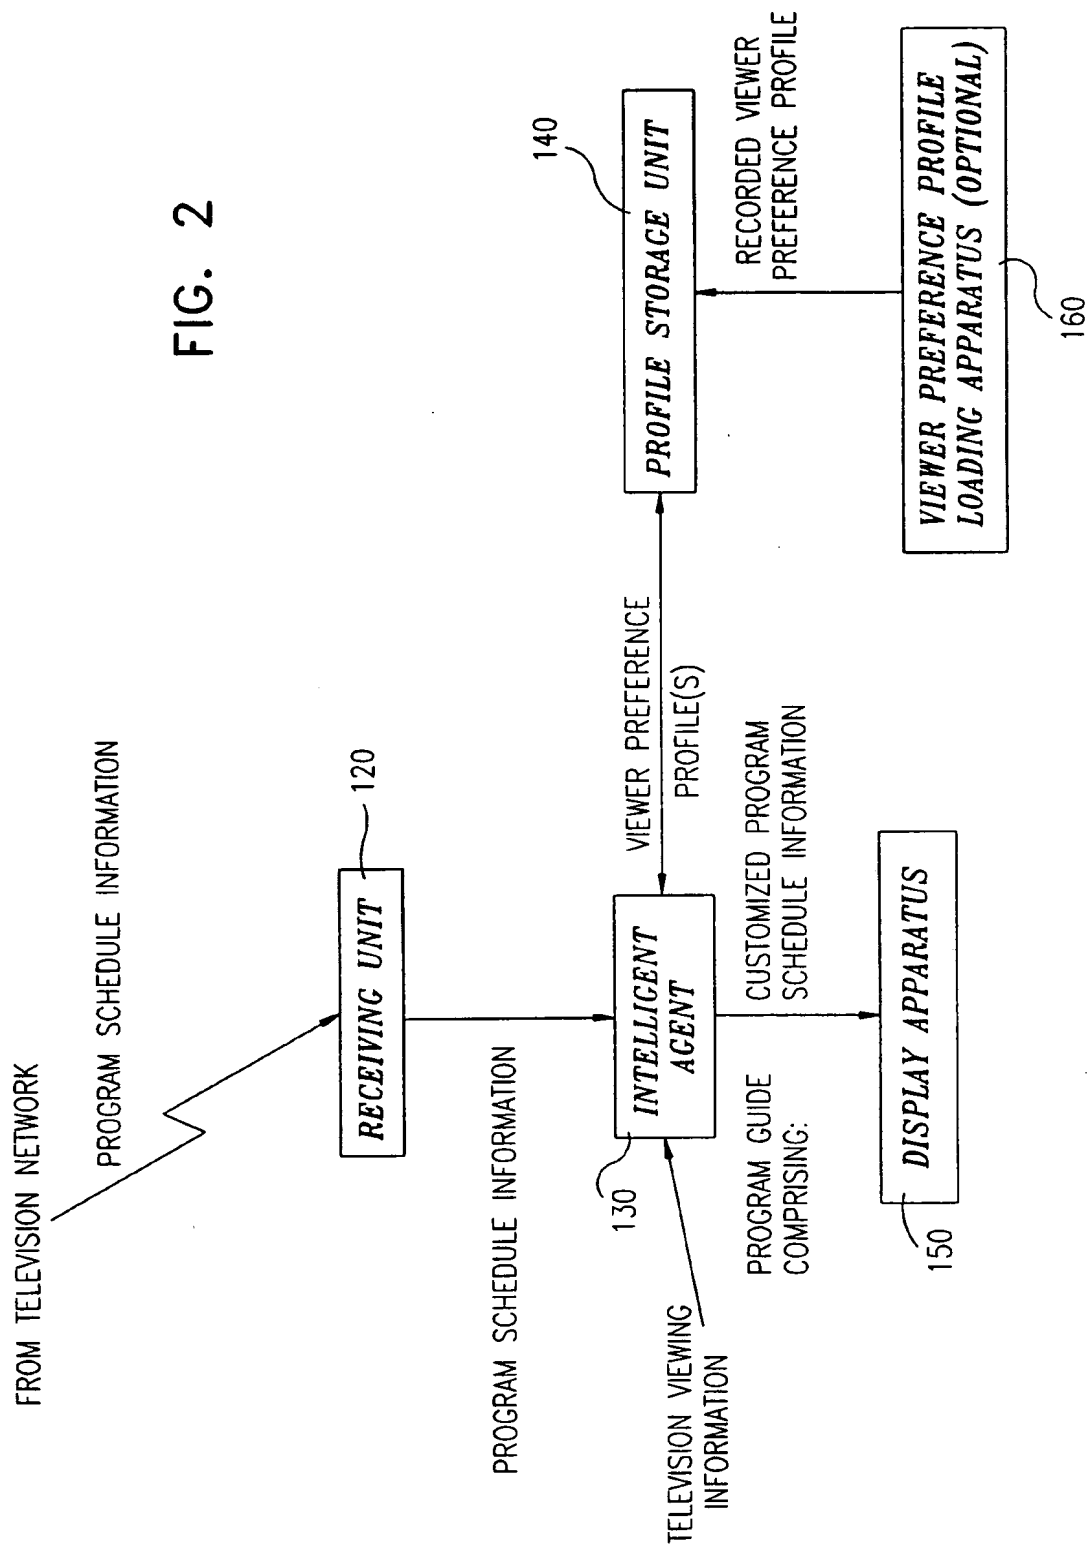 FIG. 2
FROM TELEVISION NETWORK
PROGRAM SCHEDULE INFORMATION
120
RECEIVING UNIT
PROGRAM SCHEDULE INFORMATION
TELEVISION VIEWING
INFORMATION
130
INTELLIGENT
AGENT
VIEWER PREFERENCE
PROFILE(S)
140
PROFILE STORAGE UNIT
PROGRAM GUIDE
COMPRISING:
CUSTOMIZED PROGRAM
SCHEDULE INFORMATION
RECORDED VIEWER
PREFERENCE PROFILE
150
DISPLAY APPARATUS
VIEWER PREFERENCE PROFILE
LOADING APPARATUS (OPTIONAL)
160